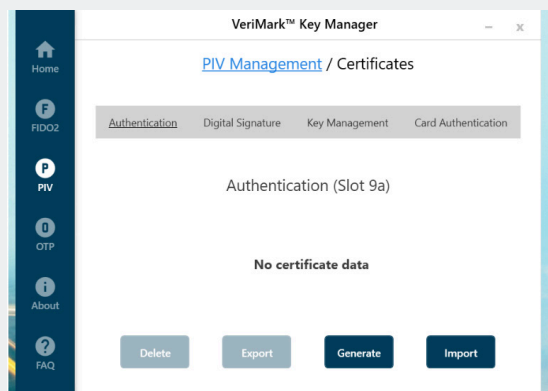 VeriMark™ Key Manager
– x
Home
F
FIDO2
P
PIV
O
OTP
i
About
?
FAQ
PIV Management / Certificates
Authentication Digital Signature Key Management Card Authentication
Authentication (Slot 9a)
No certificate data
Delete Export Generate Import